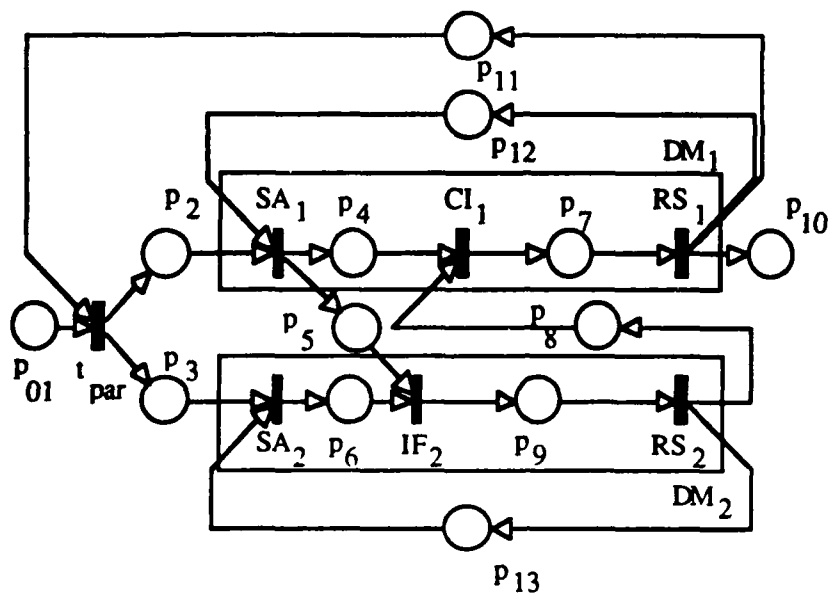 p11
p12
DM1
p2
SA1
p4
CI1
p7
RS1
p10
p5
p8
p01
tpar
p3
SA2
p6
IF2
p9
RS2
DM2
p13